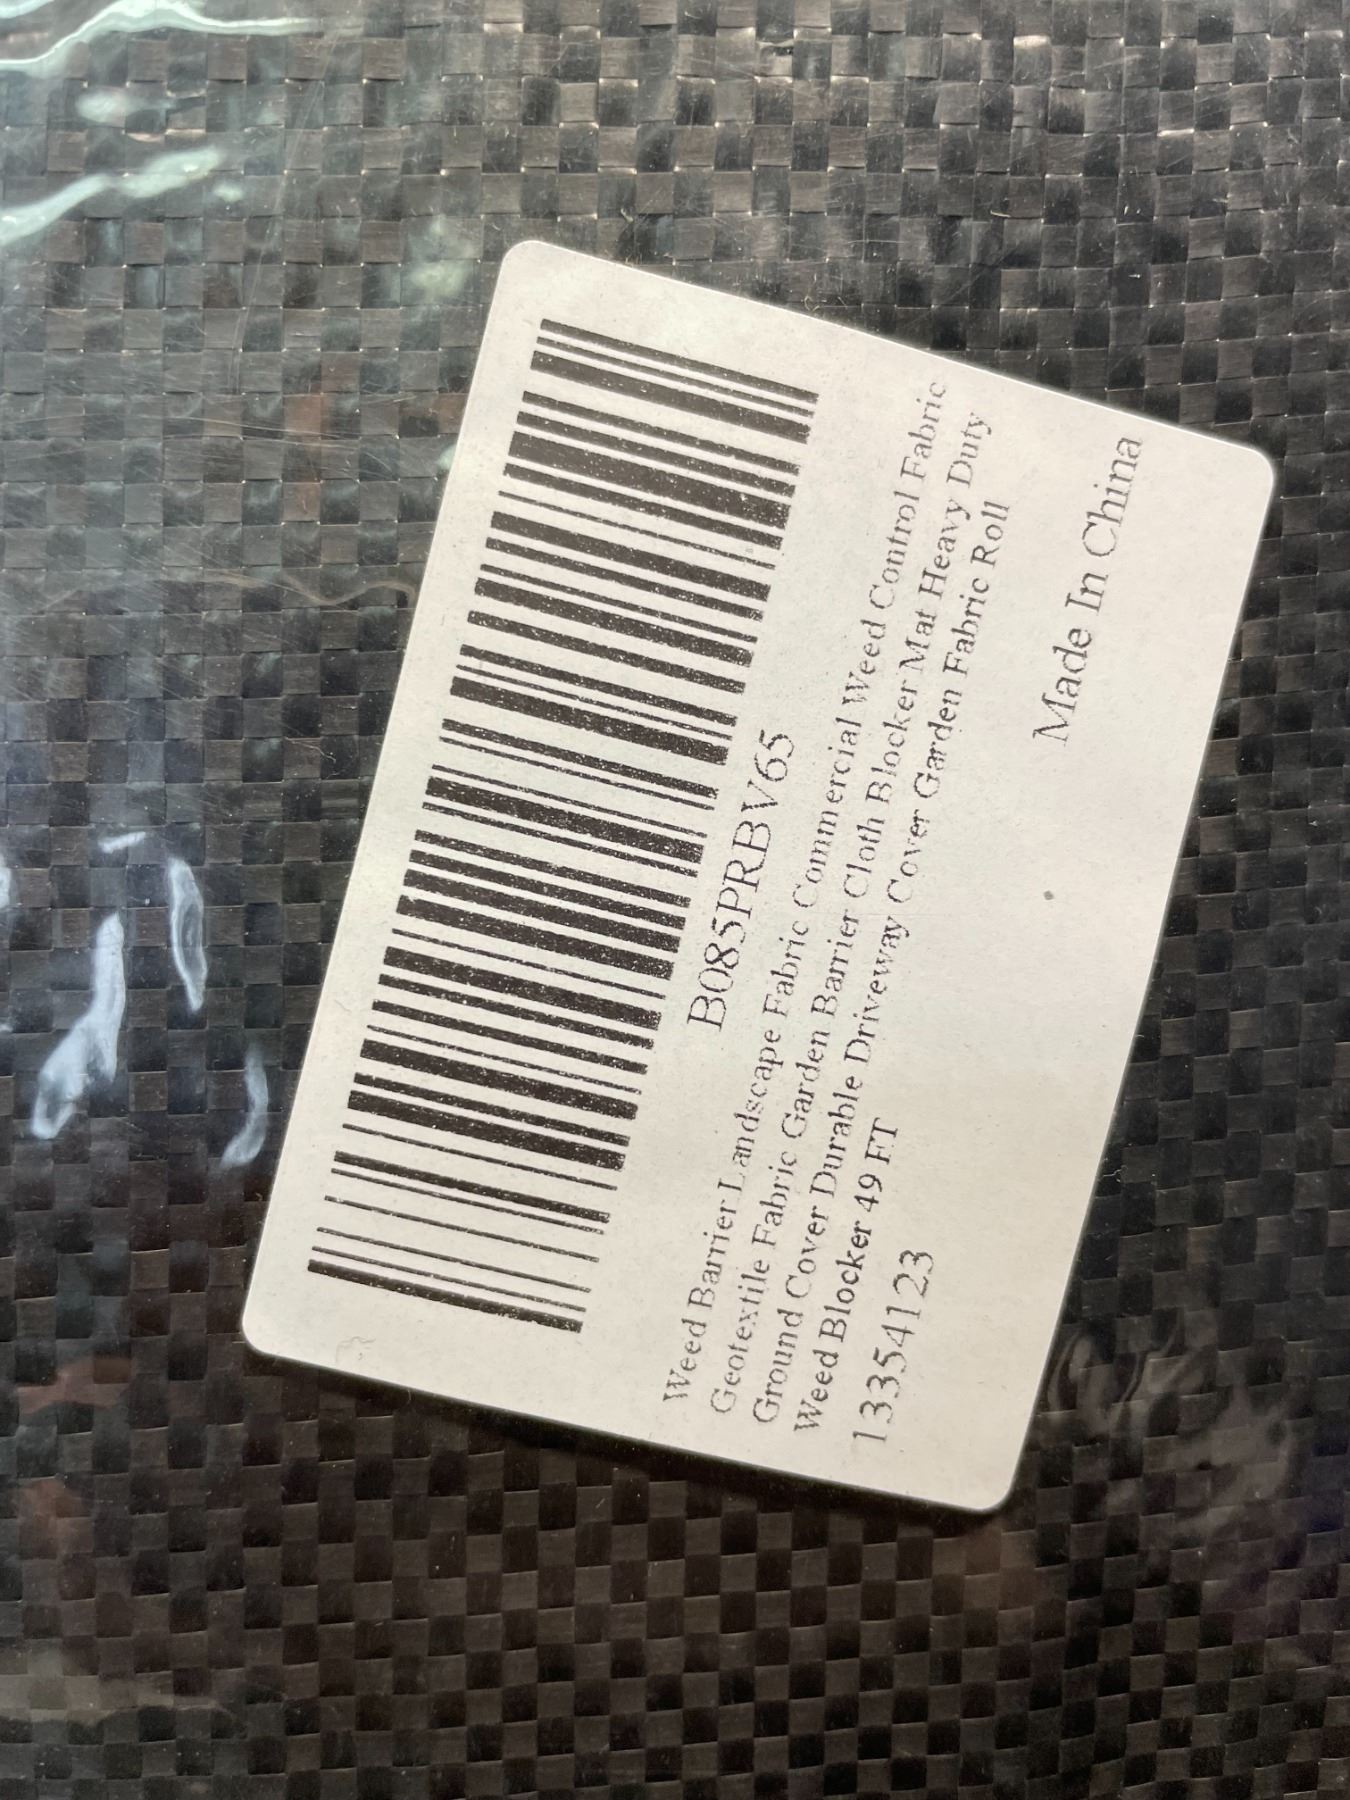 B085PRBV65
Weed Barrier Landscape Fabric Commercial Weed Control Fabric
Geotextile Fabric Garden Barrier Cloth Blocker Mat Heavy Duty
Ground Cover Durable Driveway Cover Garden Fabric Roll
Weed Blocker 49 FT
13354123
Made In China